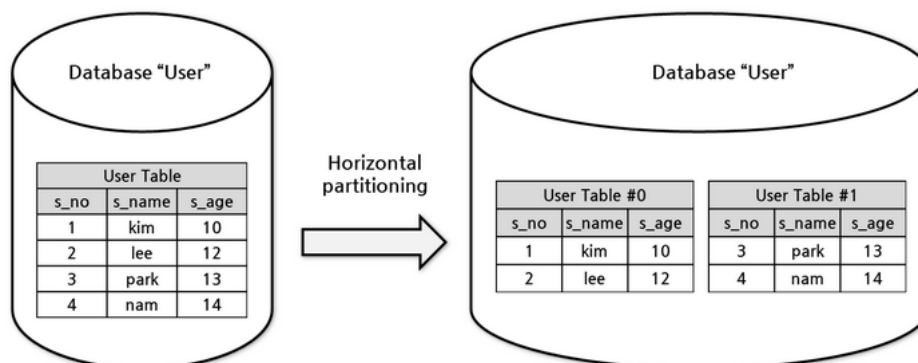 Database “User”
User Table
s_no s_name s_age
1 kim 10
2 lee 12
3 park 13
4 nam 14
Horizontal
partitioning
Database “User”
User Table #0
s_no s_name s_age
1 kim 10
2 lee 12
User Table #1
s_no s_name s_age
3 park 13
4 nam 14